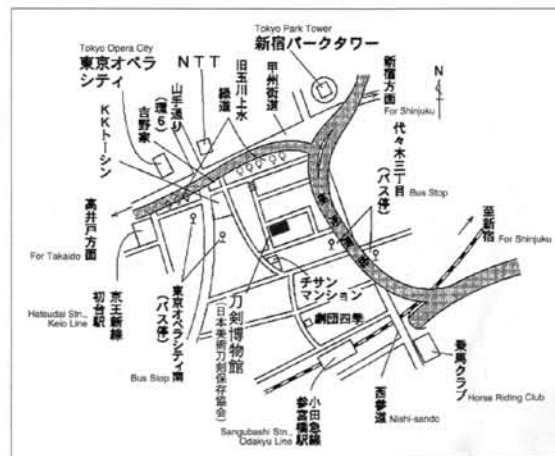 Tokyo Park Tower
新宿パークタワー
Tokyo Opera City
東京オペラ
シティ
NTT
山手通り
(環6)
吉野家
KKトーシン
旧玉川上水
緑道
甲州街道
新宿方面
For Shinjuku
N
代々木三丁目
(バス停)
Bus Stop
至新宿
For Shinjuku
高井戸方面
For Takaido
京王新線
初台駅
Hatsudai Stn.,
Keio Line
東京オペラシティ南
(バス停)
Bus Stop
刀剣博物館
(日本美術刀剣保存協会)
チサン
マンション
劇団四季
小田急線
参宮橋駅
Sangubashi Stn.,
Odakyu Line
西参道
Nishi-sando
乗馬クラブ
Horse Riding Club